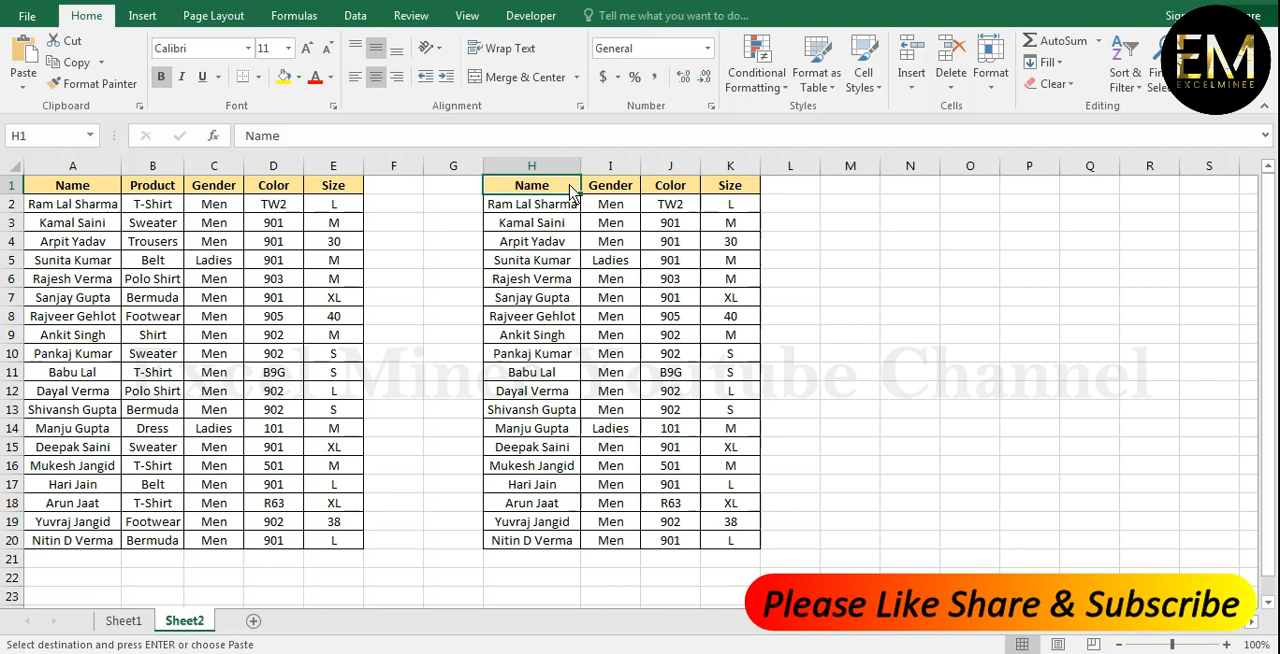 File Home Insert Page Layout Formulas Data Review View Developer Tell me what you want to do...
Cut
Copy
Format Painter
Paste
Clipboard
Calibri 11
B I U
Font
Wrap Text
Merge & Center
Alignment
General
$ % ,
Number
Conditional Formatting
Format as Table
Cell Styles
Styles
Insert Delete Format
Cells
AutoSum
Fill
Clear
Sort & Filter
Editing
EM
EXCELMINEE
H1 fx Name
A B C D E F G H I J K L M N O P Q R S
1 Name Product Gender Color Size Name Gender Color Size
2 Ram Lal Sharma T-Shirt Men TW2 L Ram Lal Sharma Men TW2 L
3 Kamal Saini Sweater Men 901 M Kamal Saini Men 901 M
4 Arpit Yadav Trousers Men 901 30 Arpit Yadav Men 901 30
5 Sunita Kumar Belt Ladies 901 M Sunita Kumar Ladies 901 M
6 Rajesh Verma Polo Shirt Men 903 M Rajesh Verma Men 903 M
7 Sanjay Gupta Bermuda Men 901 XL Sanjay Gupta Men 901 XL
8 Rajveer Gehlot Footwear Men 905 40 Rajveer Gehlot Men 905 40
9 Ankit Singh Shirt Men 902 M Ankit Singh Men 902 M
10 Pankaj Kumar Sweater Men 902 S Pankaj Kumar Men 902 S
11 Babu Lal T-Shirt Men B9G S Babu Lal Men B9G S
12 Dayal Verma Polo Shirt Men 902 L Dayal Verma Men 902 L
13 Shivansh Gupta Bermuda Men 902 S Shivansh Gupta Men 902 S
14 Manju Gupta Dress Ladies 101 M Manju Gupta Ladies 101 M
15 Deepak Saini Sweater Men 901 XL Deepak Saini Men 901 XL
16 Mukesh Jangid T-Shirt Men 501 M Mukesh Jangid Men 501 M
17 Hari Jain Belt Men 901 L Hari Jain Men 901 L
18 Arun Jaat T-Shirt Men R63 XL Arun Jaat Men R63 XL
19 Yuvraj Jangid Footwear Men 902 38 Yuvraj Jangid Men 902 38
20 Nitin D Verma Bermuda Men 901 L Nitin D Verma Men 901 L
21
22
23
Excel Minee Youtube Channel
Please Like Share & Subscribe
Sheet1 Sheet2
Select destination and press ENTER or choose Paste
100%